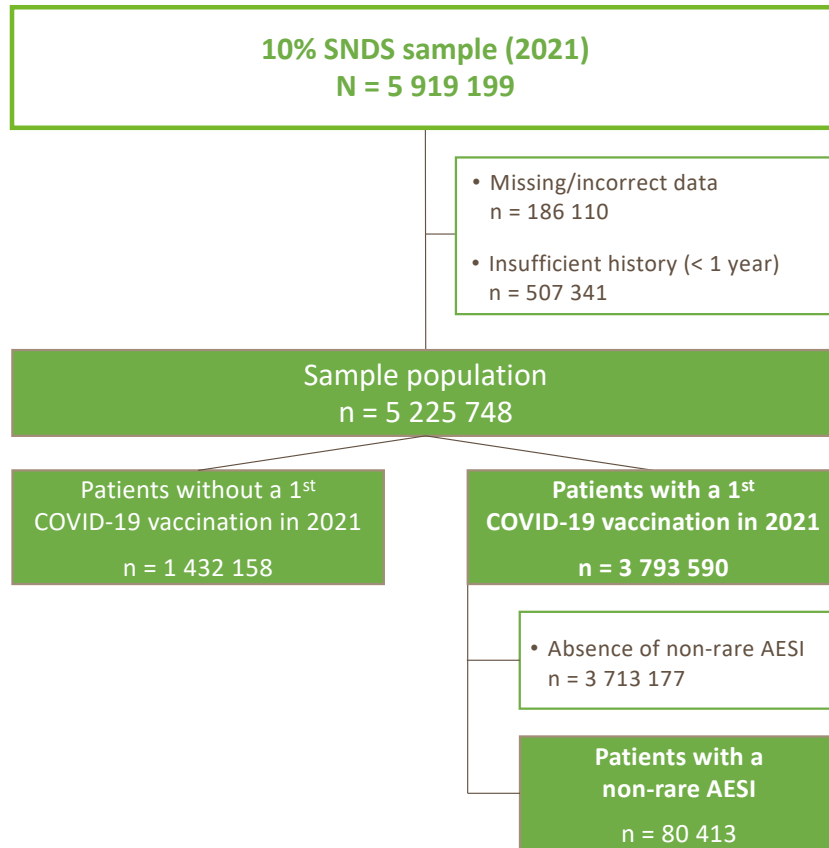 10% SNDS sample (2021)
N = 5 919 199
• Missing/incorrect data
n = 186 110
• Insufficient history (< 1 year)
n = 507 341
Sample population
n = 5 225 748
Patients without a 1st
COVID-19 vaccination in 2021
n = 1 432 158
Patients with a 1st
COVID-19 vaccination in 2021
n = 3 793 590
• Absence of non-rare AESI
n = 3 713 177
Patients with a
non-rare AESI
n = 80 413